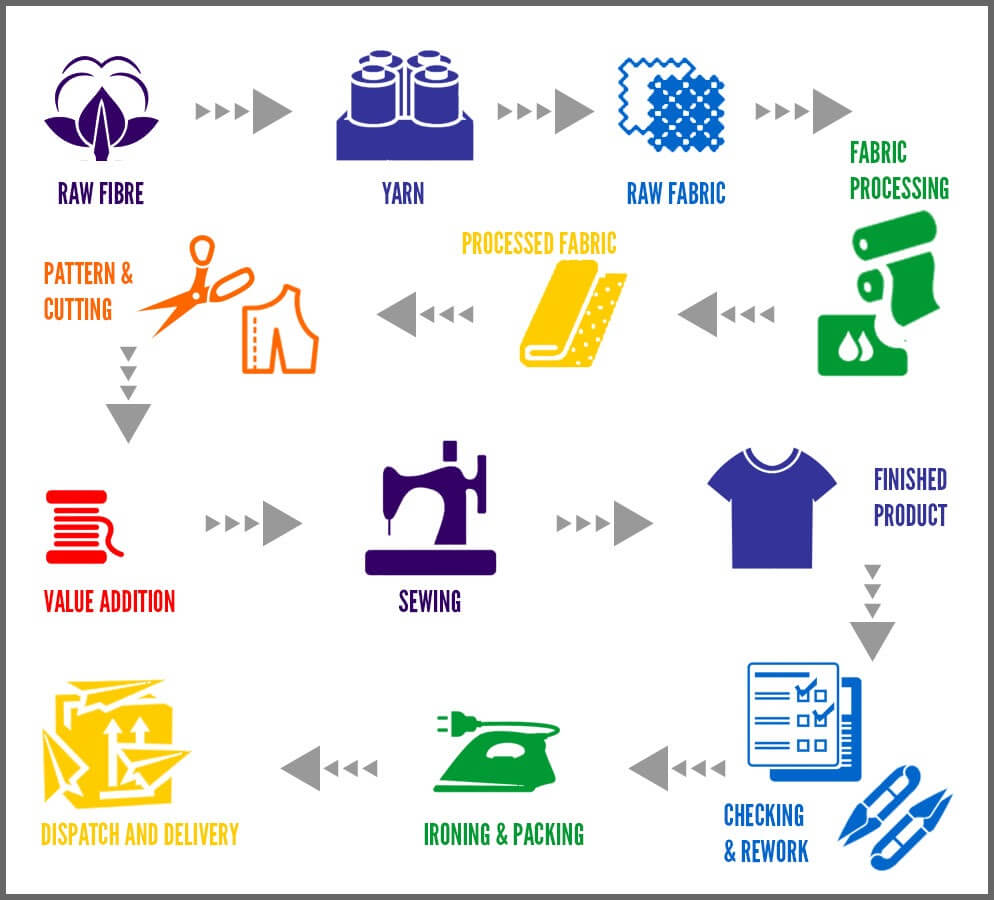 RAW FIBRE
YARN
RAW FABRIC
FABRIC
PROCESSING
PROCESSED FABRIC
PATTERN &
CUTTING
VALUE ADDITION
SEWING
FINISHED
PRODUCT
CHECKING
& REWORK
IRONING & PACKING
DISPATCH AND DELIVERY